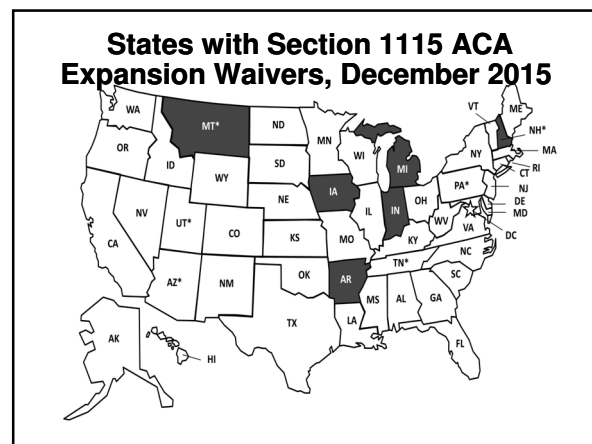 States with Section 1115 ACA
Expansion Waivers, December 2015
WA
MT*
ND
MN
VT
ME
NH*
OR
ID
SD
WI
MI
NY
MA
WY
RI
CT
IA
PA*
NJ
NE
OH
DE
NV
IL
IN
MD
UT*
CO
WV
VA
DC
CA
KS
MO
KY
NC
TN*
AZ*
NM
OK
AR
SC
MS
AL
GA
TX
LA
AK
FL
HI